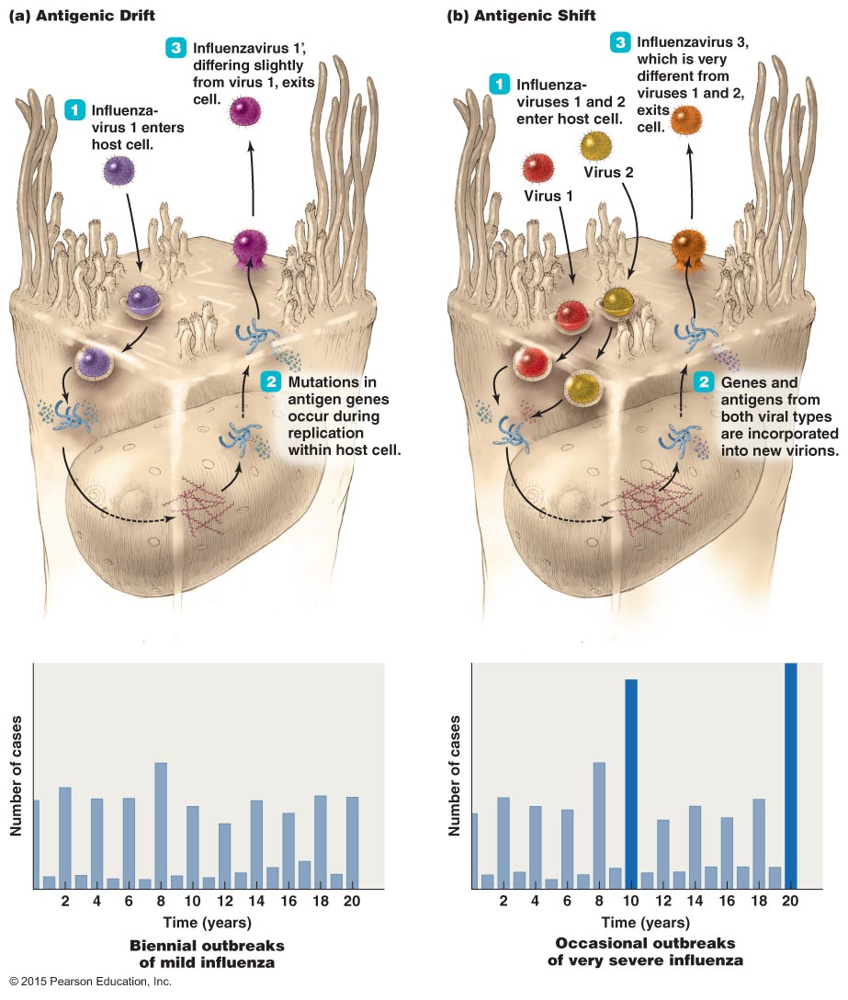 (a) Antigenic Drift
1 Influenza-
virus 1 enters
host cell.
3 Influenzavirus 1′,
differing slightly
from virus 1, exits
cell.
2 Mutations in
antigen genes
occur during
replication
within host cell.
(b) Antigenic Shift
1 Influenza-
viruses 1 and 2
enter host cell.
3 Influenzavirus 3,
which is very
different from
viruses 1 and 2,
exits
cell.
Virus 2
Virus 1
2 Genes and
antigens from
both viral types
are incorporated
into new virions.
Number of cases
2 4 6 8 10 12 14 16 18 20
Time (years)
Biennial outbreaks
of mild influenza
Number of cases
2 4 6 8 10 12 14 16 18 20
Time (years)
Occasional outbreaks
of very severe influenza
© 2015 Pearson Education, Inc.